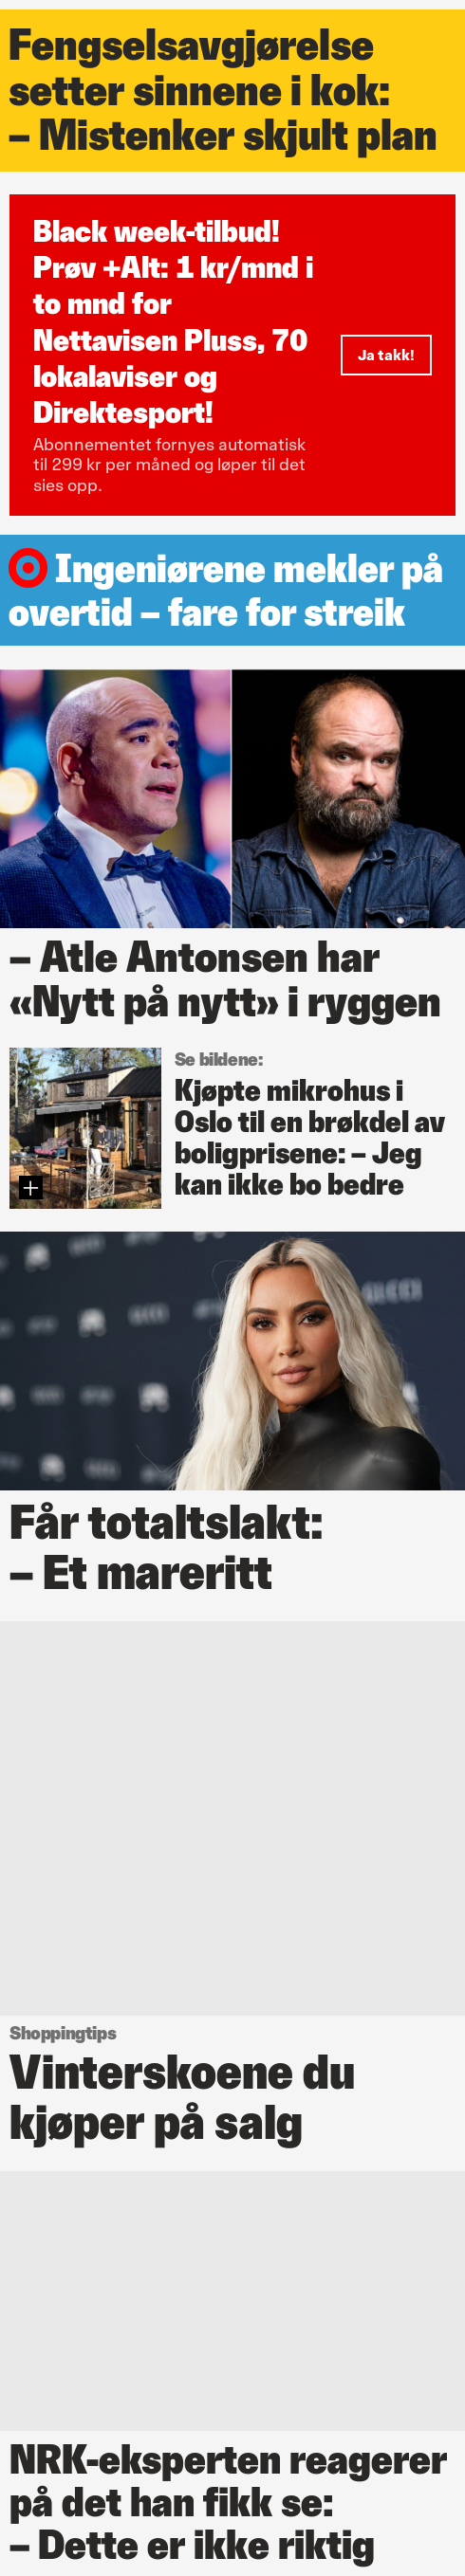 Fengselsavgjørelse
setter sinnene i kok:
– Mistenker skjult plan
Black week-tilbud!
Prøv +Alt: 1 kr/mnd i
to mnd for
Nettavisen Pluss, 70
lokalaviser og
Direktesport!
Abonnementet fornyes automatisk
til 299 kr per måned og løper til det
sies opp.
Ja takk!
Ingeniørene mekler på
overtid – fare for streik
– Atle Antonsen har
«Nytt på nytt» i ryggen
Se bildene:
Kjøpte mikrohus i
Oslo til en brøkdel av
boligprisene: – Jeg
kan ikke bo bedre
Får totaltslakt:
– Et mareritt
Shoppingtips
Vinterskoene du
kjøper på salg
NRK-eksperten reagerer
på det han fikk se:
– Dette er ikke riktig